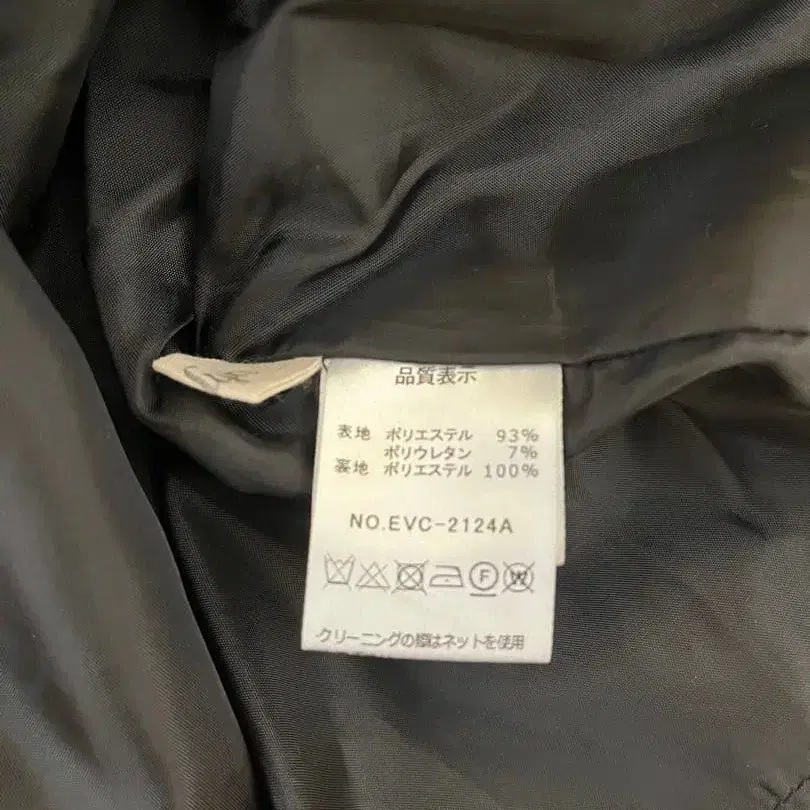 品質表示
表地 ポリエステル 93%
ポリウレタン 7%
裏地 ポリエステル 100%
NO.EVC-2124A
F W
クリーニングの際はネットを使用